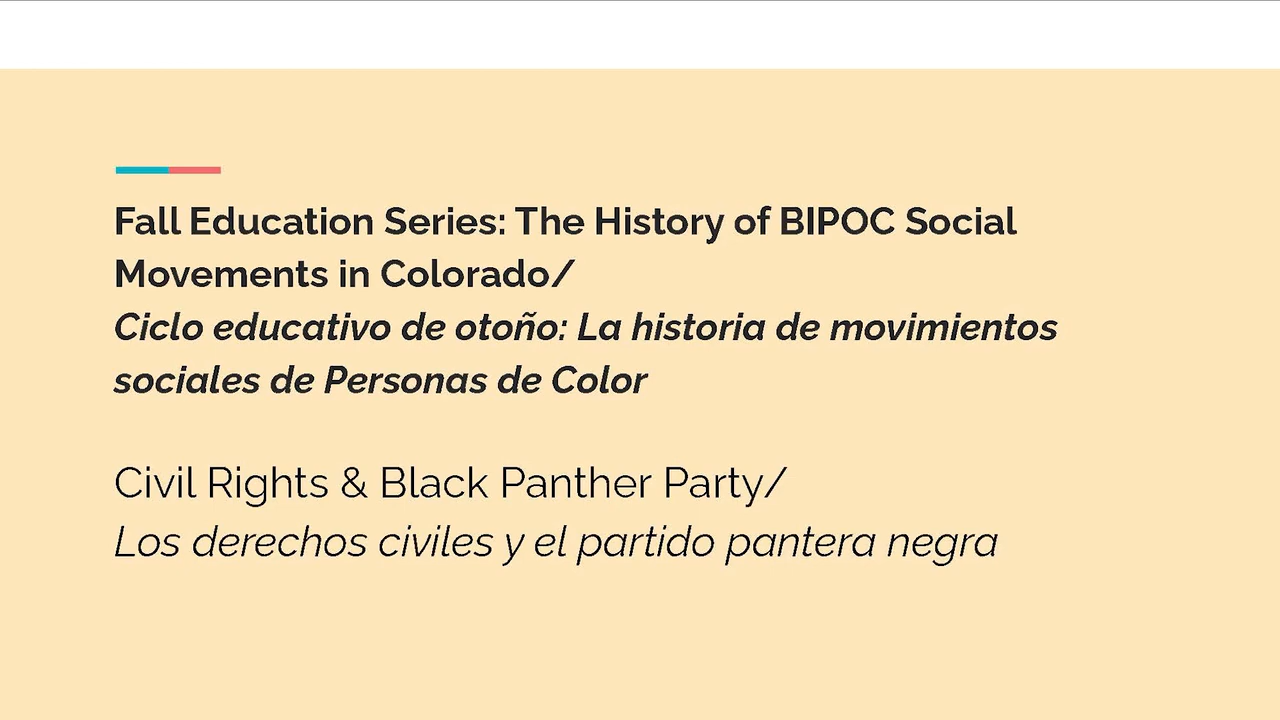 Fall Education Series: The History of BIPOC Social
Movements in Colorado/
Ciclo educativo de otoño: La historia de movimientos
sociales de Personas de Color
Civil Rights & Black Panther Party/
Los derechos civiles y el partido pantera negra